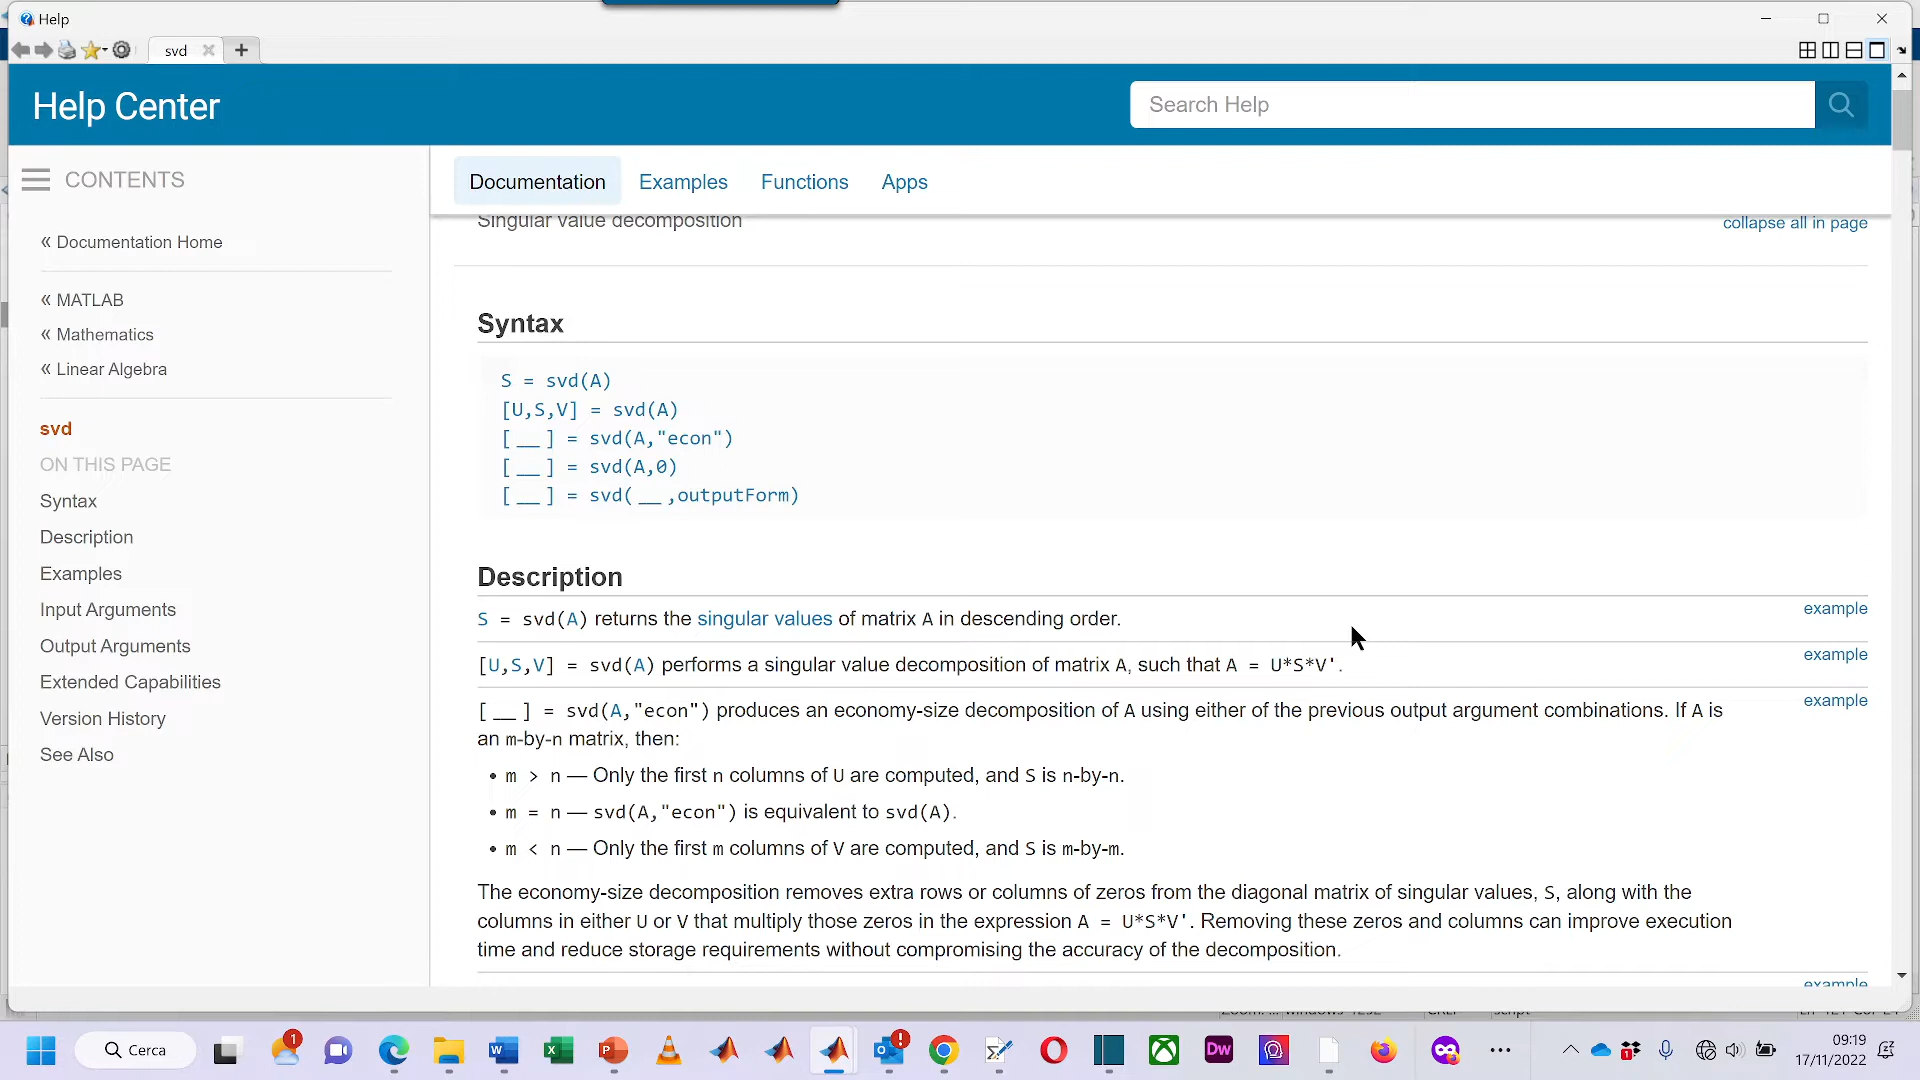 Help
svd
Help Center
Search Help
CONTENTS
« Documentation Home
« MATLAB
« Mathematics
« Linear Algebra
svd
ON THIS PAGE
Syntax
Description
Examples
Input Arguments
Output Arguments
Extended Capabilities
Version History
See Also
Documentation Examples Functions Apps
Singular value decomposition
collapse all in page
Syntax
S = svd(A)
[U,S,V] = svd(A)
[ __ ] = svd(A,"econ")
[ __ ] = svd(A,0)
[ __ ] = svd( __ ,outputForm)
Description
S = svd(A) returns the singular values of matrix A in descending order.
example
[U,S,V] = svd(A) performs a singular value decomposition of matrix A, such that A = U*S*V'.
example
[ __ ] = svd(A,"econ") produces an economy-size decomposition of A using either of the previous output argument combinations. If A is
example
an m-by-n matrix, then:
• m > n — Only the first n columns of U are computed, and S is n-by-n.
• m = n — svd(A,"econ") is equivalent to svd(A).
• m < n — Only the first m columns of V are computed, and S is m-by-m.
The economy-size decomposition removes extra rows or columns of zeros from the diagonal matrix of singular values, S, along with the
columns in either U or V that multiply those zeros in the expression A = U*S*V'. Removing these zeros and columns can improve execution
time and reduce storage requirements without compromising the accuracy of the decomposition.
example
Cerca
1
W
X
P
Dw
1
09:19
17/11/2022